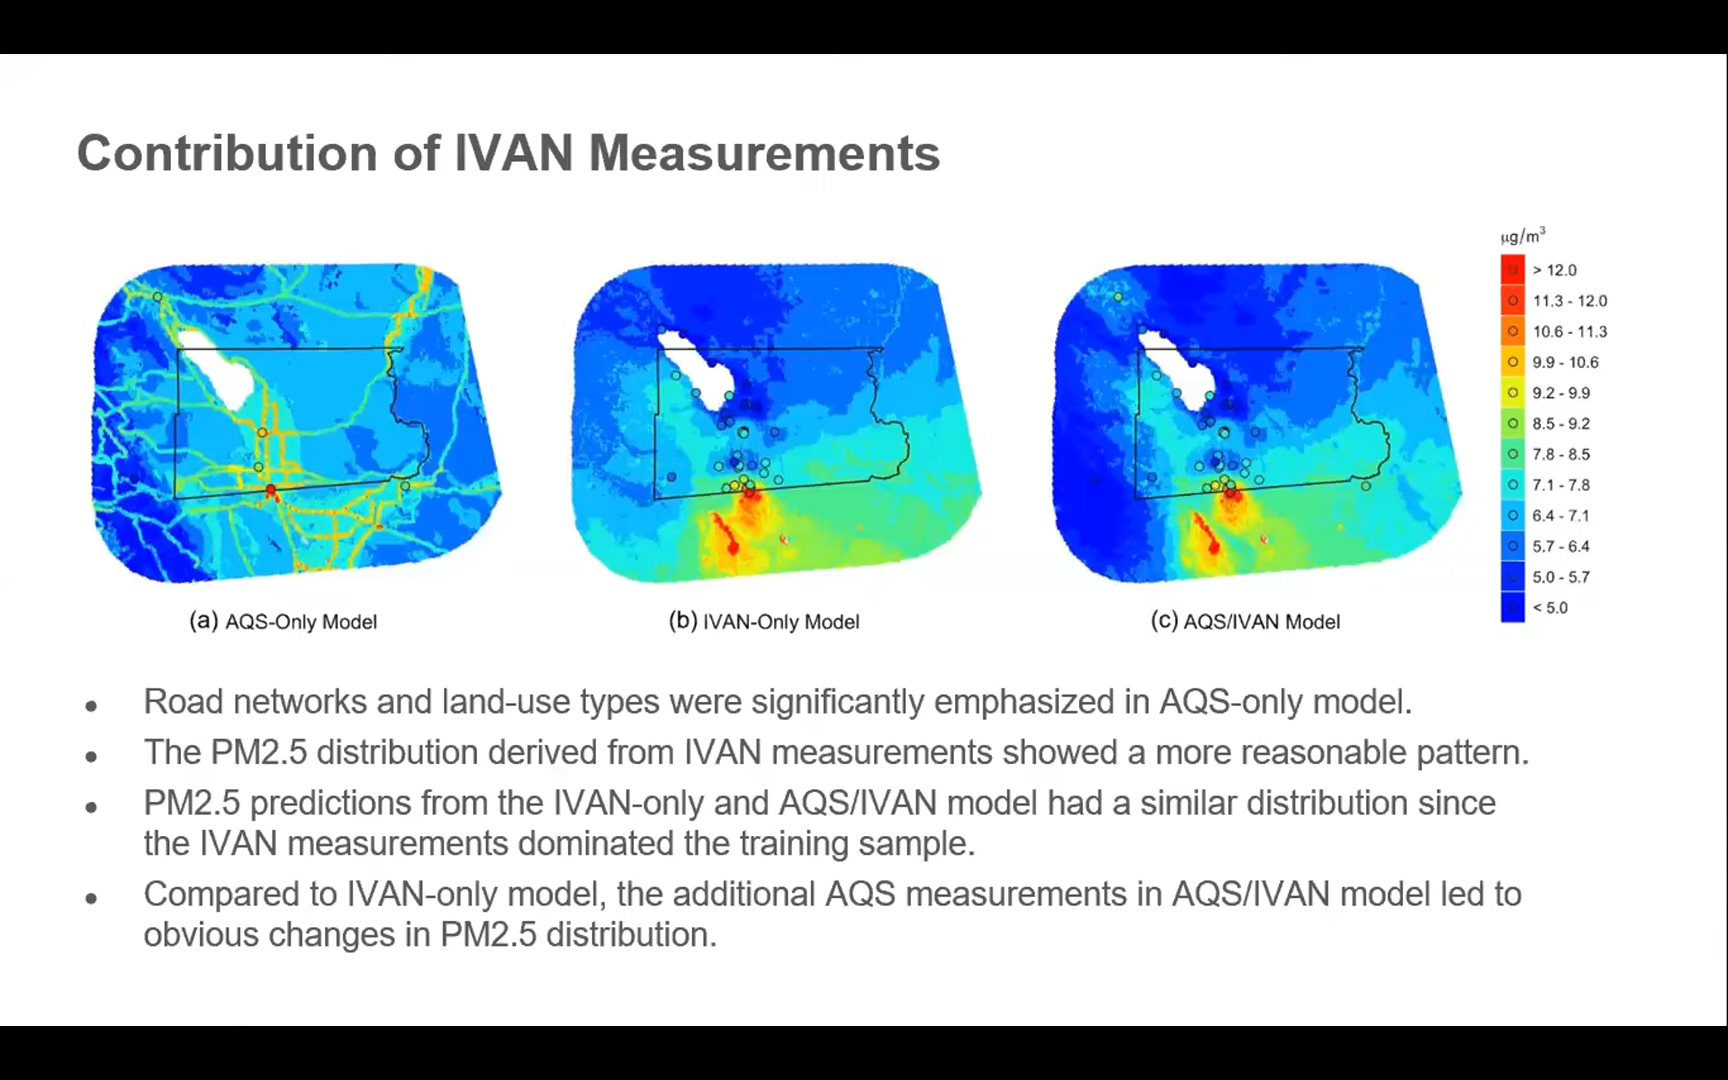 Contribution of IVAN Measurements
µg/m³
> 12.0
11.3 - 12.0
10.6 - 11.3
9.9 - 10.6
9.2 - 9.9
8.5 - 9.2
7.8 - 8.5
7.1 - 7.8
6.4 - 7.1
5.7 - 6.4
5.0 - 5.7
< 5.0
(a) AQS-Only Model
(b) IVAN-Only Model
(c) AQS/IVAN Model
● Road networks and land-use types were significantly emphasized in AQS-only model.
● The PM2.5 distribution derived from IVAN measurements showed a more reasonable pattern.
● PM2.5 predictions from the IVAN-only and AQS/IVAN model had a similar distribution since
the IVAN measurements dominated the training sample.
● Compared to IVAN-only model, the additional AQS measurements in AQS/IVAN model led to
obvious changes in PM2.5 distribution.